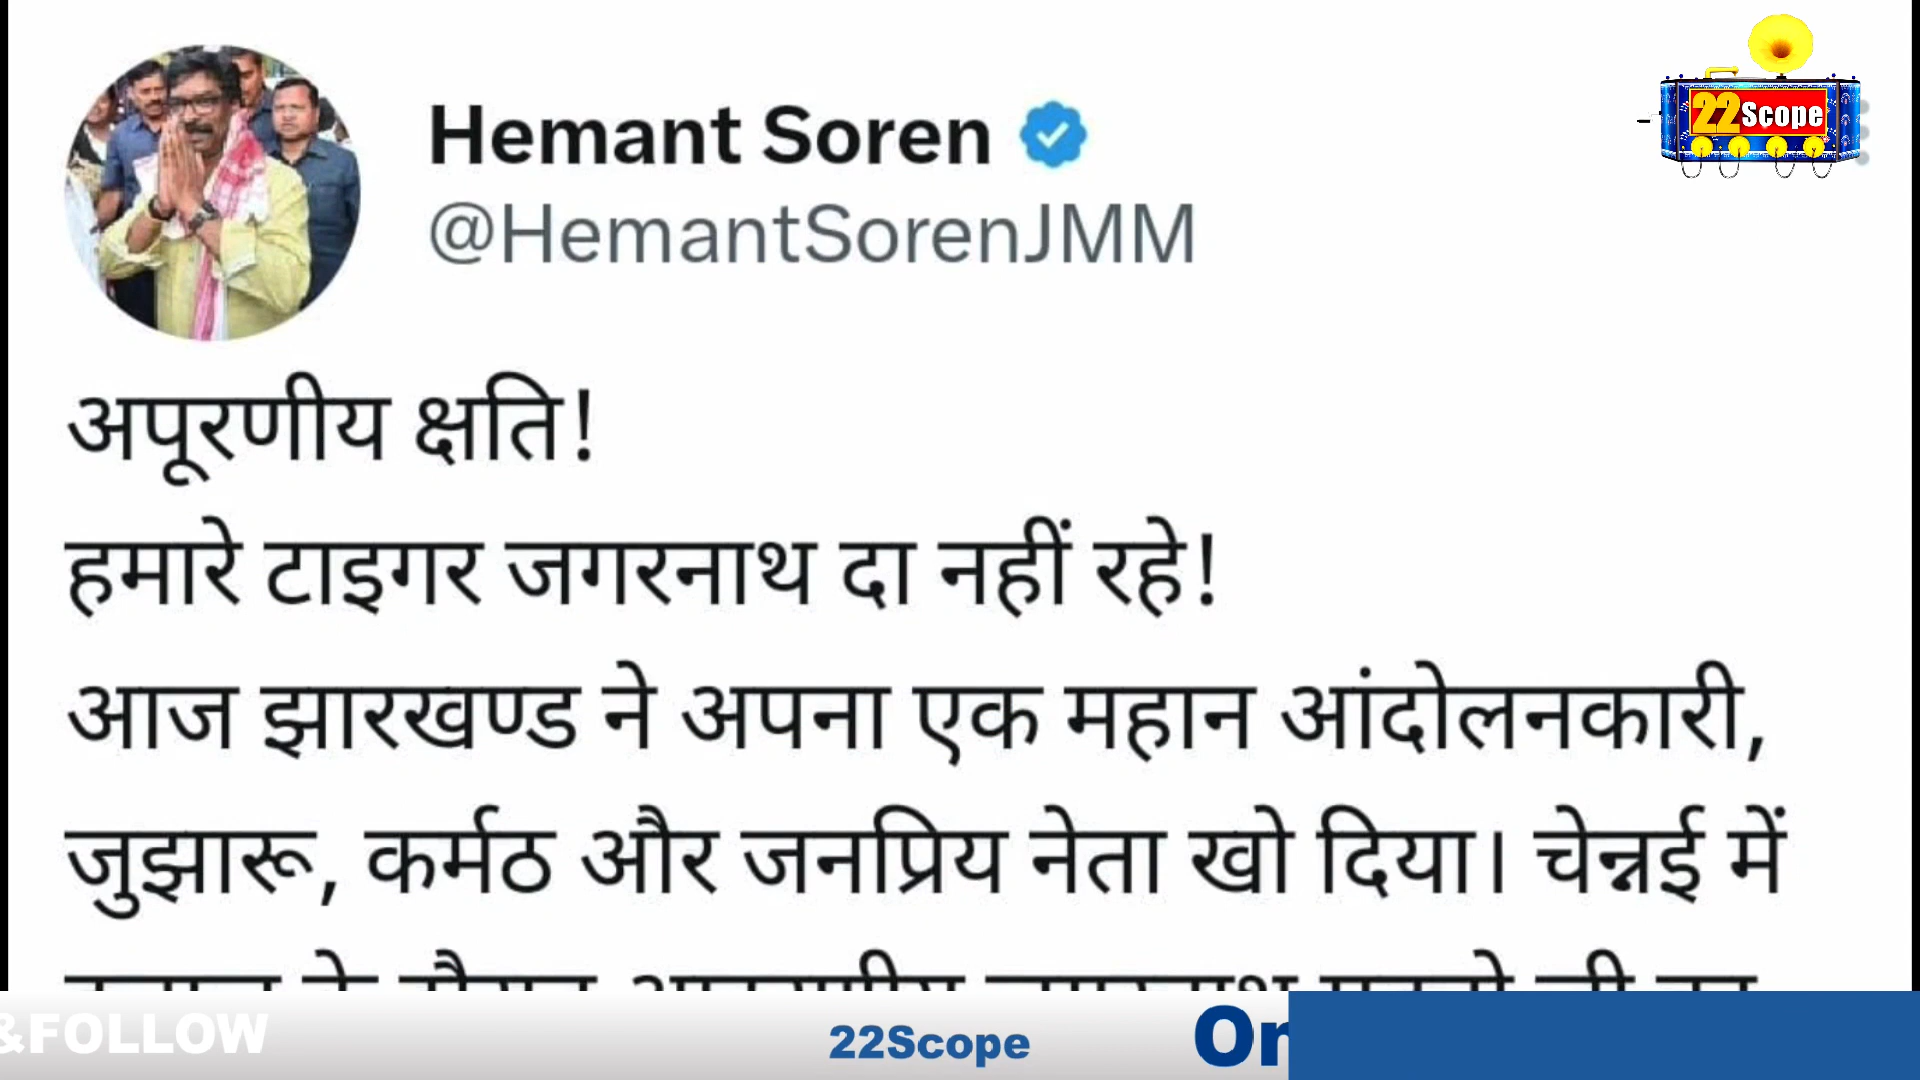 Hemant Soren
@HemantSorenJMM
22Scope
अपूरणीय क्षति!
हमारे टाइगर जगरनाथ दा नहीं रहे!
आज झारखण्ड ने अपना एक महान आंदोलनकारी,
जुझारू, कर्मठ और जनप्रिय नेता खो दिया। चेन्नई में
&FOLLOW
22Scope
On